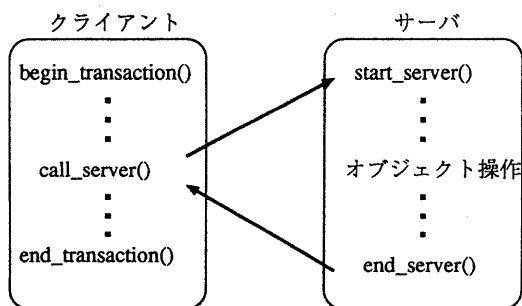 クライアント
begin_transaction()
call_server()
end_transaction()
サーバ
start_server()
オブジェクト操作
end_server()